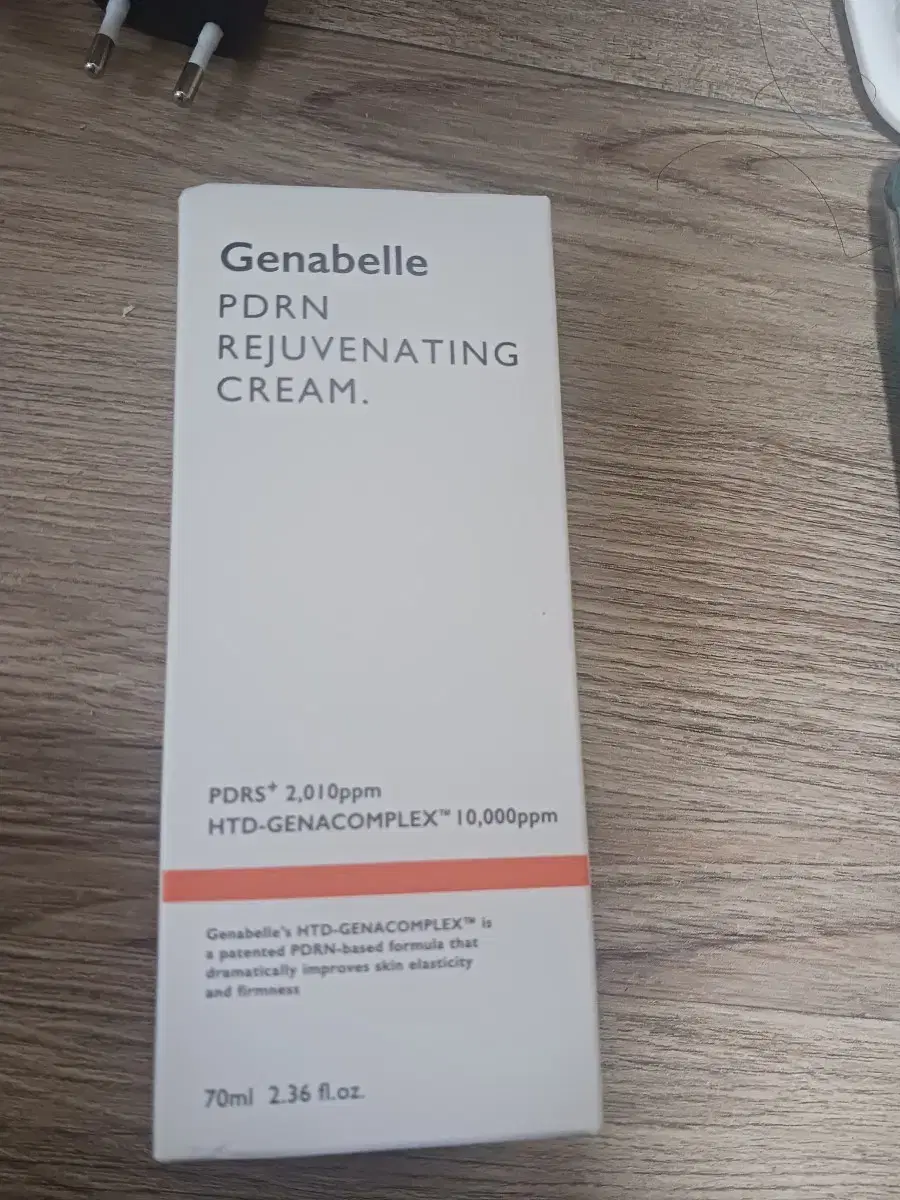 Genabelle
PDRN
REJUVENATING
CREAM.
PDRS⁺ 2,010ppm
HTD-GENACOMPLEX™ 10,000ppm
Genabelle's HTD-GENACOMPLEX™ is
a patented PDRN-based formula that
dramatically improves skin elasticity
and firmness
70ml 2.36 fl.oz.